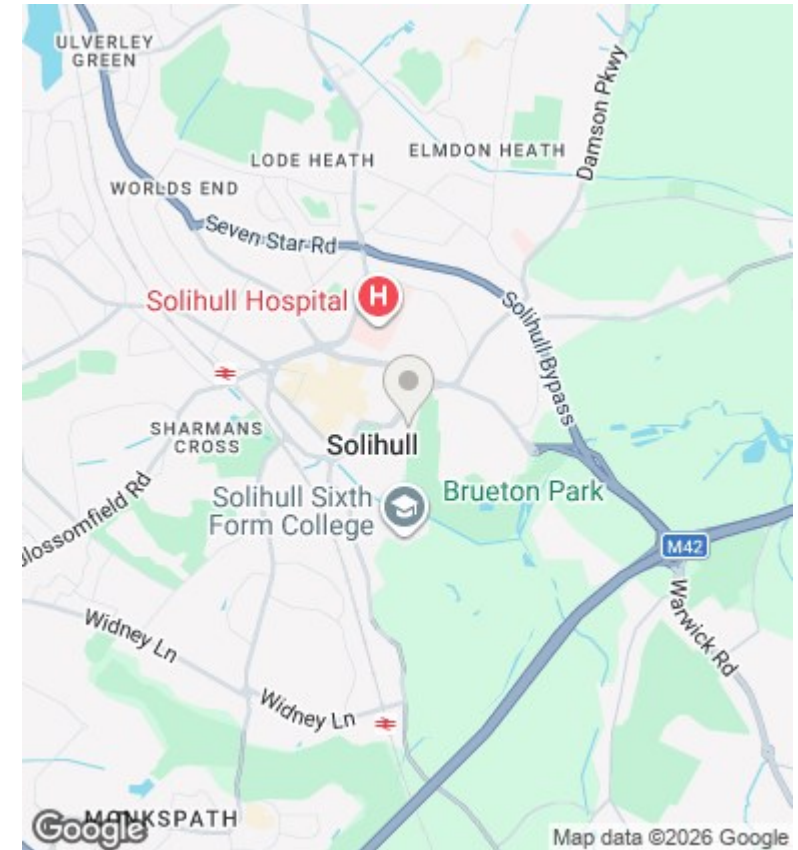 ULVERLEY
GREEN
LODE HEATH
ELMDON HEATH
Damson Pkwy
WORLDS END
Seven Star Rd
Solihull Hospital
H
Solihull Bypass
SHARMANS
CROSS
Solihull
Solihull Sixth
Form College
Brueton Park
Blossomfield Rd
M42
Warwick Rd
Widney Ln
Widney Ln
MONKSPATH
Google
Map data ©2026 Google